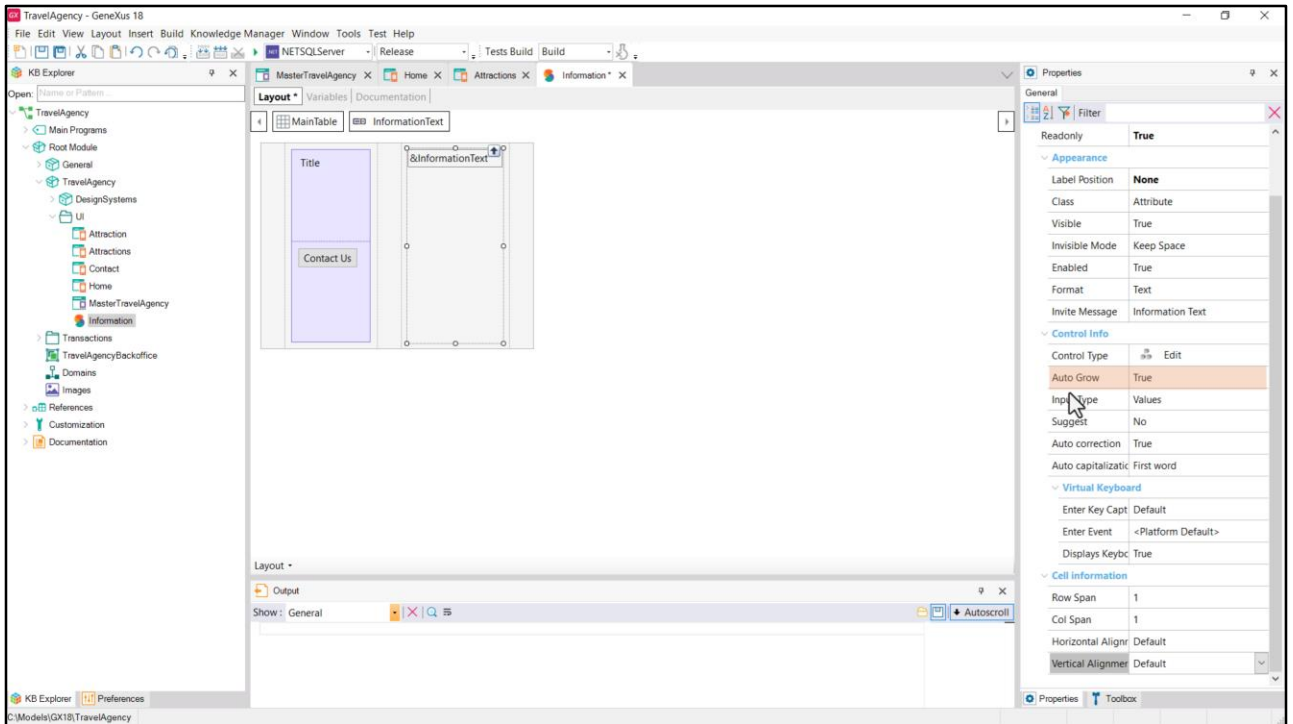 GX TravelAgency - GeneXus 18
File Edit View Layout Insert Build Knowledge Manager Window Tools Test Help
.NET NETSQLServer Release Tests Build Build
KB Explorer
Open: Name or Pattern...
TravelAgency
Main Programs
Root Module
General
TravelAgency
DesignSystems
UI
Attraction
Attractions
Contact
Home
MasterTravelAgency
Information
Transactions
TravelAgencyBackoffice
Domains
Images
References
Customization
Documentation
KB Explorer Preferences
C:\Models\GX18\TravelAgency
MasterTravelAgency X Home X Attractions X Information * X
Layout * Variables Documentation
MainTable InformationText
Title
&InformationText
Contact Us
Layout
Output
Show: General Autoscroll
Properties
General
Filter
Readonly True
Appearance
Label Position None
Class Attribute
Visible True
Invisible Mode Keep Space
Enabled True
Format Text
Invite Message Information Text
Control Info
Control Type Edit
Auto Grow True
Input Type Values
Suggest No
Auto correction True
Auto capitalizatic First word
Virtual Keyboard
Enter Key Capt Default
Enter Event <Platform Default>
Displays Keybc True
Cell information
Row Span 1
Col Span 1
Horizontal Alignr Default
Vertical Alignmer Default
Properties Toolbox